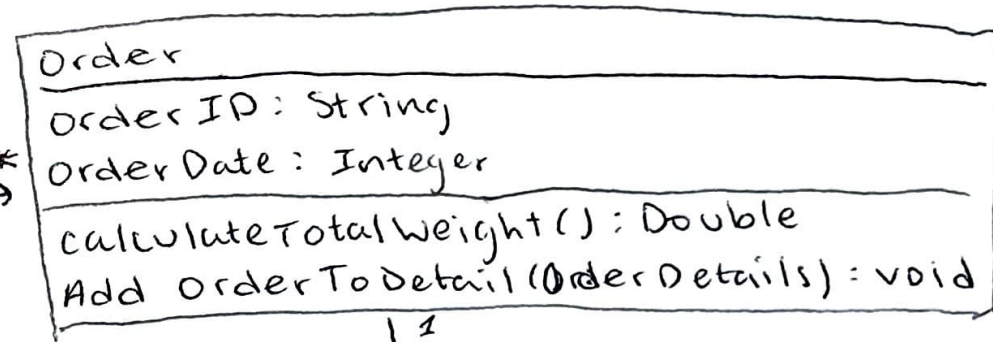 Order
OrderID: String
*
OrderDate: Integer
calculateTotalWeight(): Double
Add OrderToDetail(OrderDetails): void
1